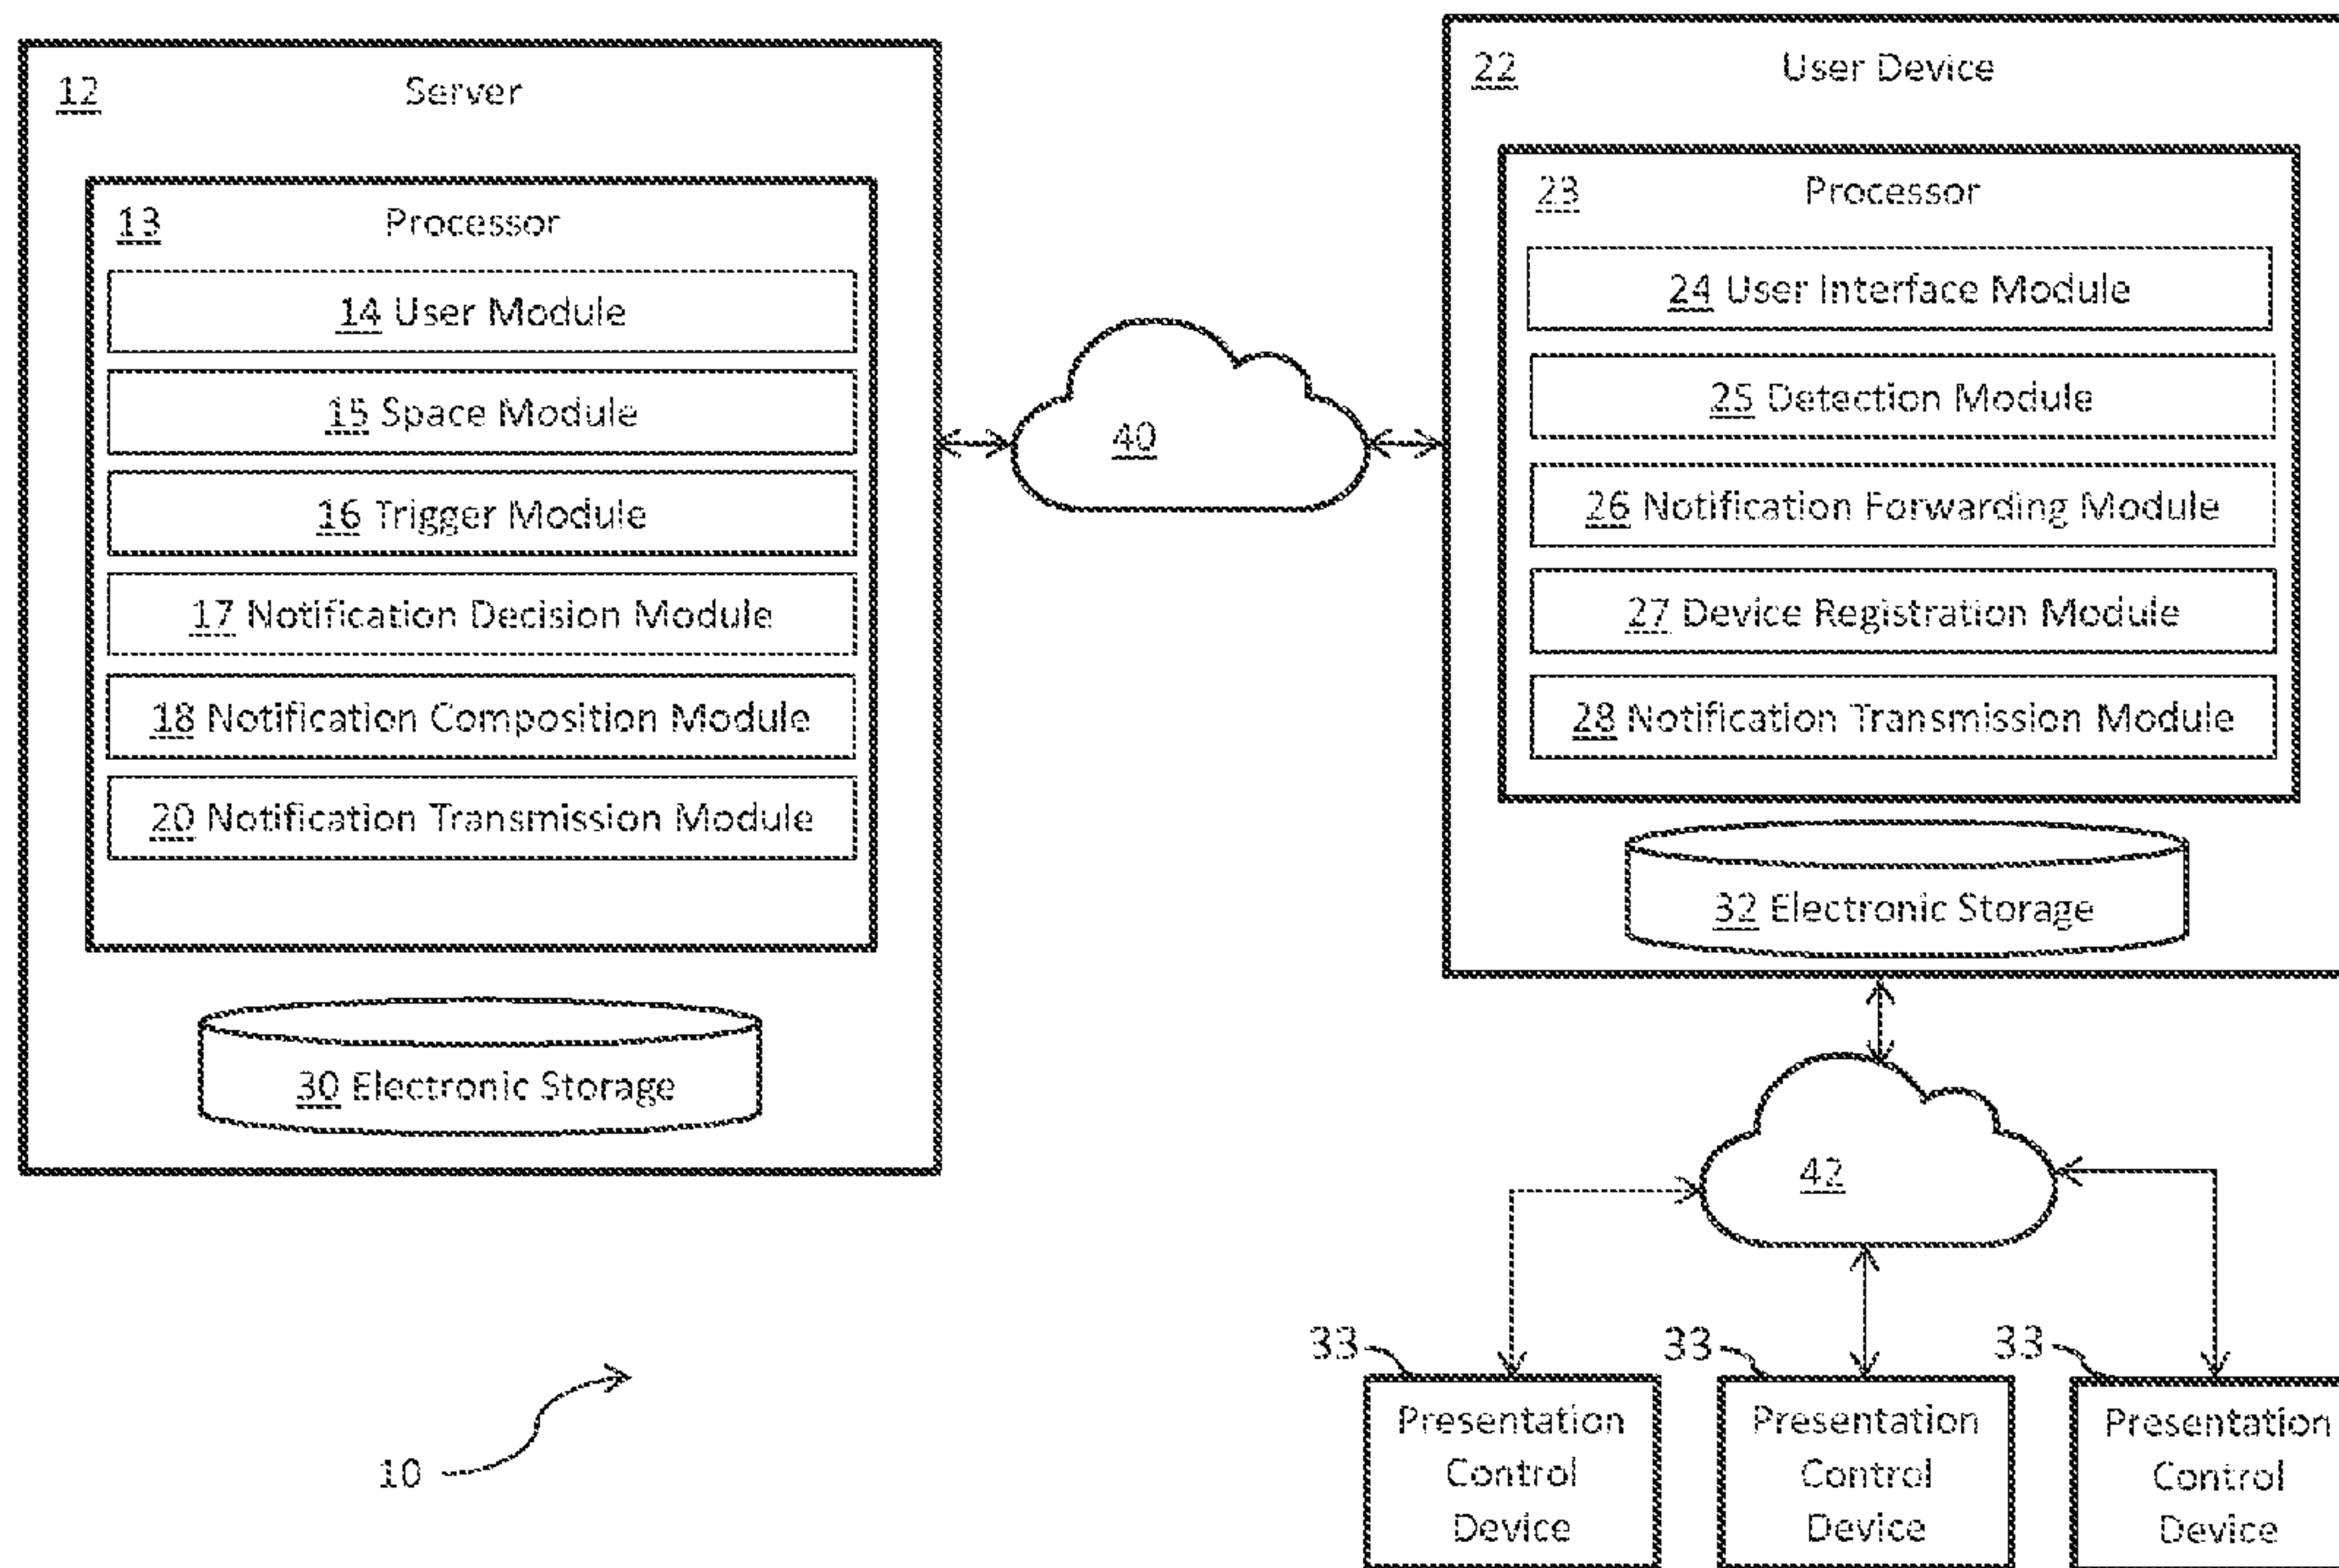 12 Server
13 Processor
14 User Module
15 Space Module
16 Trigger Module
17 Notification Decision Module
18 Notification Composition Module
20 Notification Transmission Module
30 Electronic Storage
40
22 User Device
23 Processor
24 User Interface Module
25 Detection Module
26 Notification Forwarding Module
27 Device Registration Module
28 Notification Transmission Module
32 Electronic Storage
42
33
33
33
Presentation
Control
Device
Presentation
Control
Device
Presentation
Control
Device
10